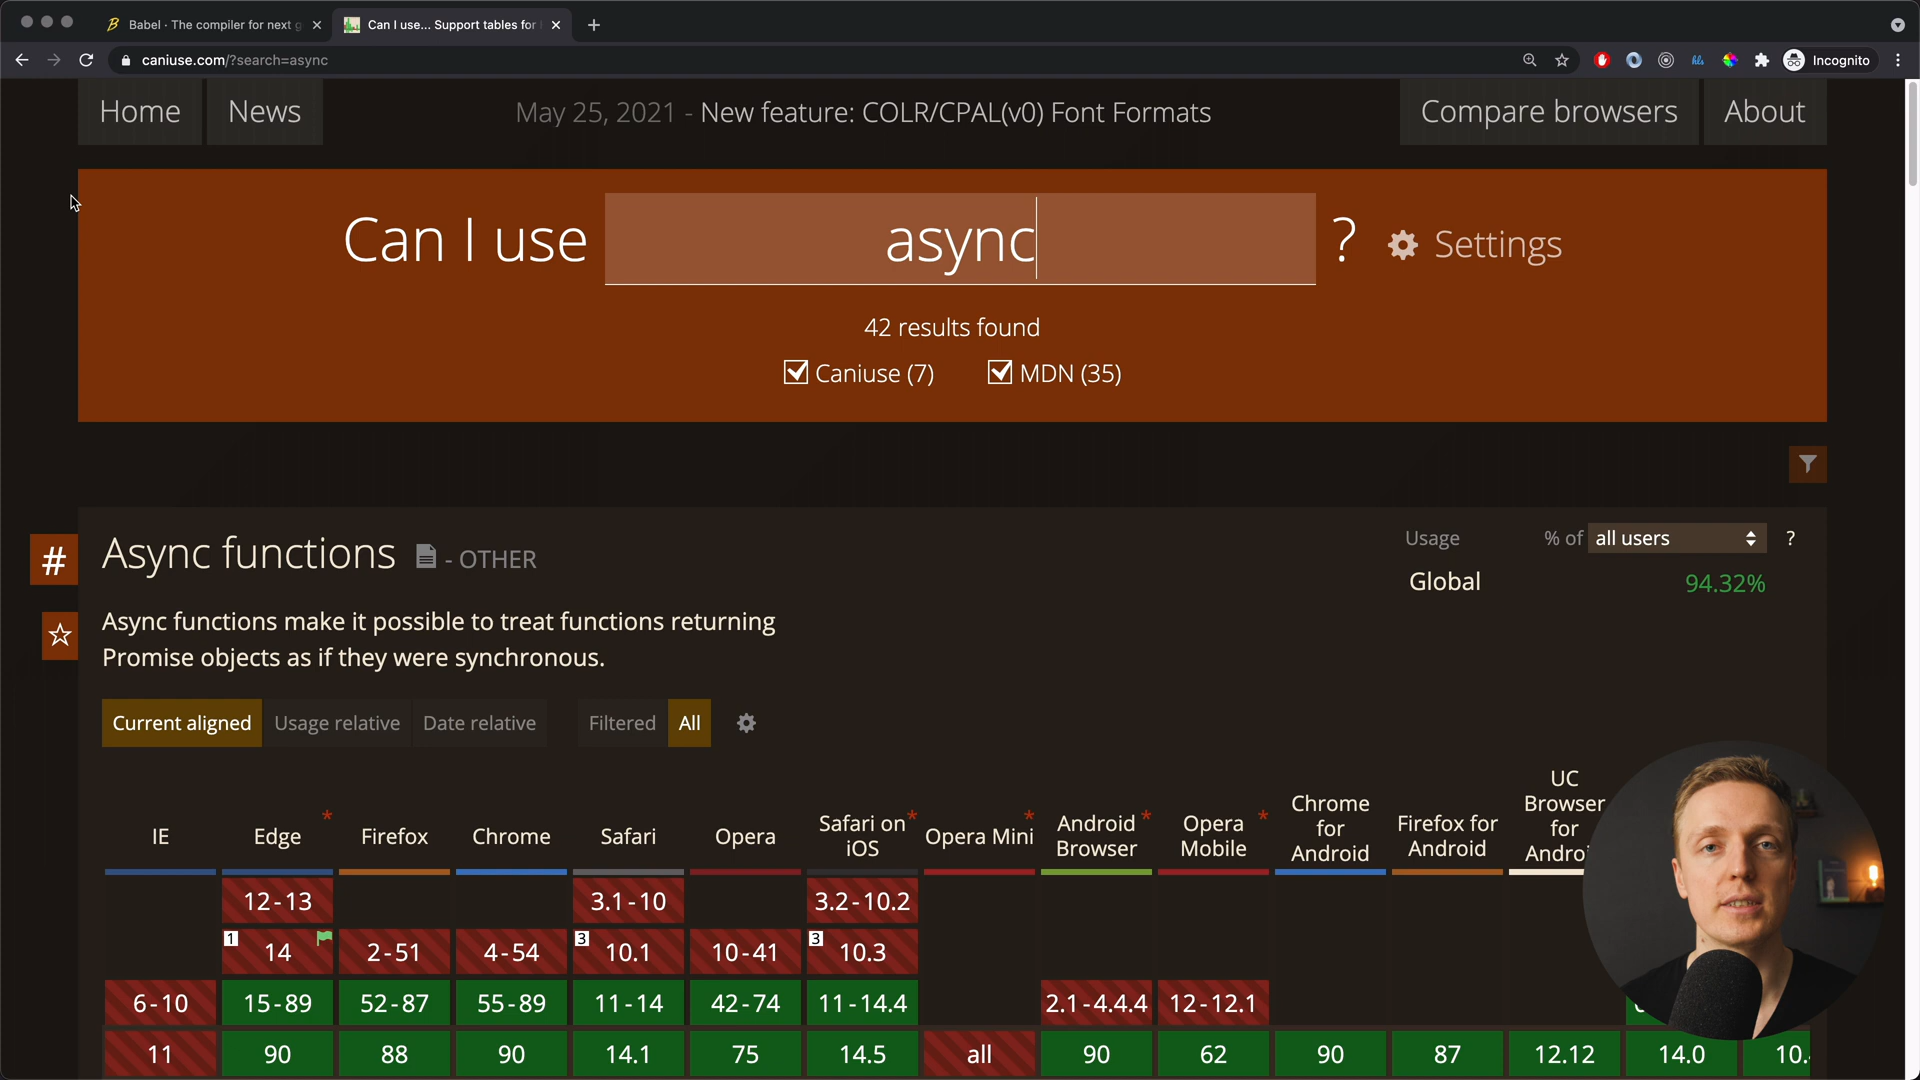 Babel · The compiler for next g
Can I use... Support tables for
caniuse.com/?search=async
Incognito
Home
News
May 25, 2021 - New feature: COLR/CPAL(v0) Font Formats
Compare browsers
About
Can I use
async
?
Settings
42 results found
Caniuse (7)
MDN (35)
#
Async functions
- OTHER
Usage
% of
all users
?
Global
94.32%
Async functions make it possible to treat functions returning
Promise objects as if they were synchronous.
Current aligned
Usage relative
Date relative
Filtered
All
IE
Edge
*
Firefox
Chrome
Safari
Opera
Safari on
iOS
*
Opera Mini
*
Android
Browser
*
Opera
Mobile
*
Chrome
for
Android
Firefox for
Android
UC
Browser
for
12-13
3.1-10
3.2-10.2
1
14
2-51
4-54
3
10.1
10-41
3
10.3
6-10
15-89
52-87
55-89
11-14
42-74
11-14.4
2.1-4.4.4
12-12.1
11
90
88
90
14.1
75
14.5
all
90
62
90
87
12.12
14.0